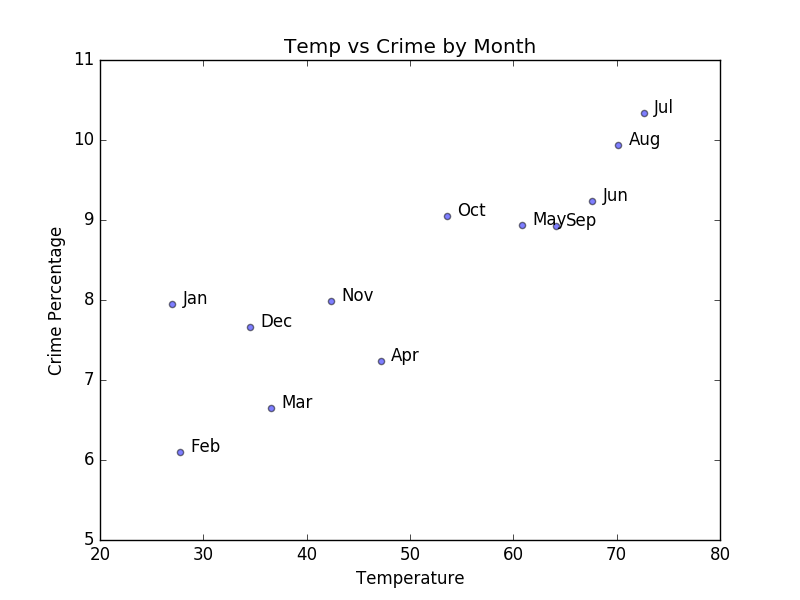 Temp vs Crime by Month
11
10
9
8
7
6
5
Crime Percentage
Jul
Aug
Jun
Oct
May
Sep
Jan
Nov
Dec
Apr
Mar
Feb
20 30 40 50 60 70 80
Temperature